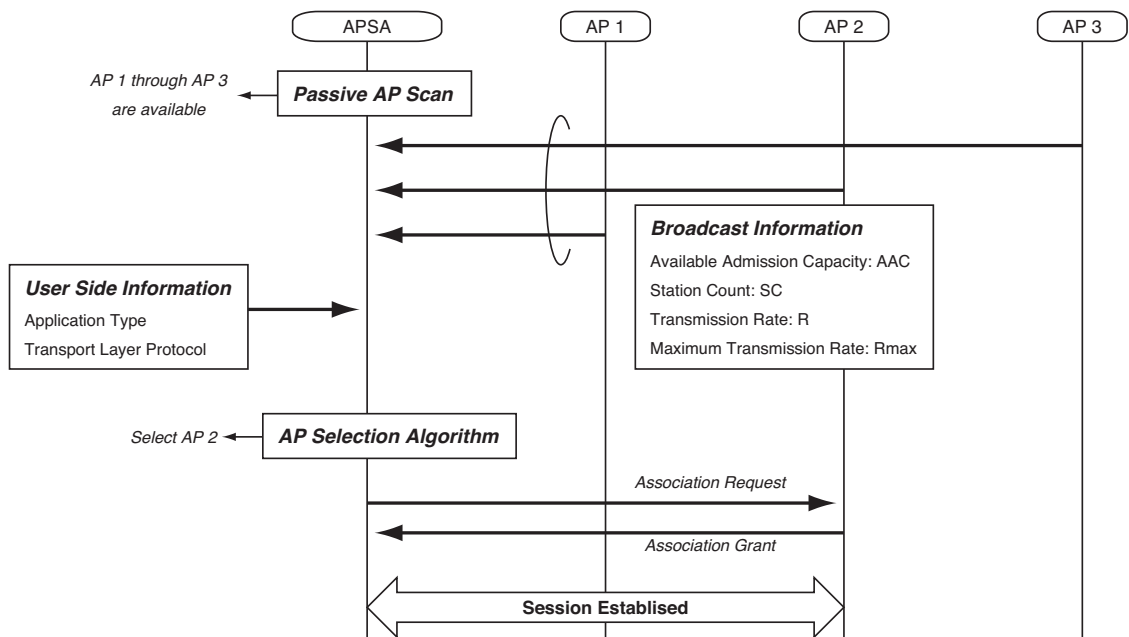 APSA
AP 1
AP 2
AP 3
AP 1 through AP 3
are available
Passive AP Scan
Broadcast Information
Available Admission Capacity: AAC
Station Count: SC
Transmission Rate: R
Maximum Transmission Rate: Rmax
User Side Information
Application Type
Transport Layer Protocol
Select AP 2
AP Selection Algorithm
Association Request
Association Grant
Session Establised